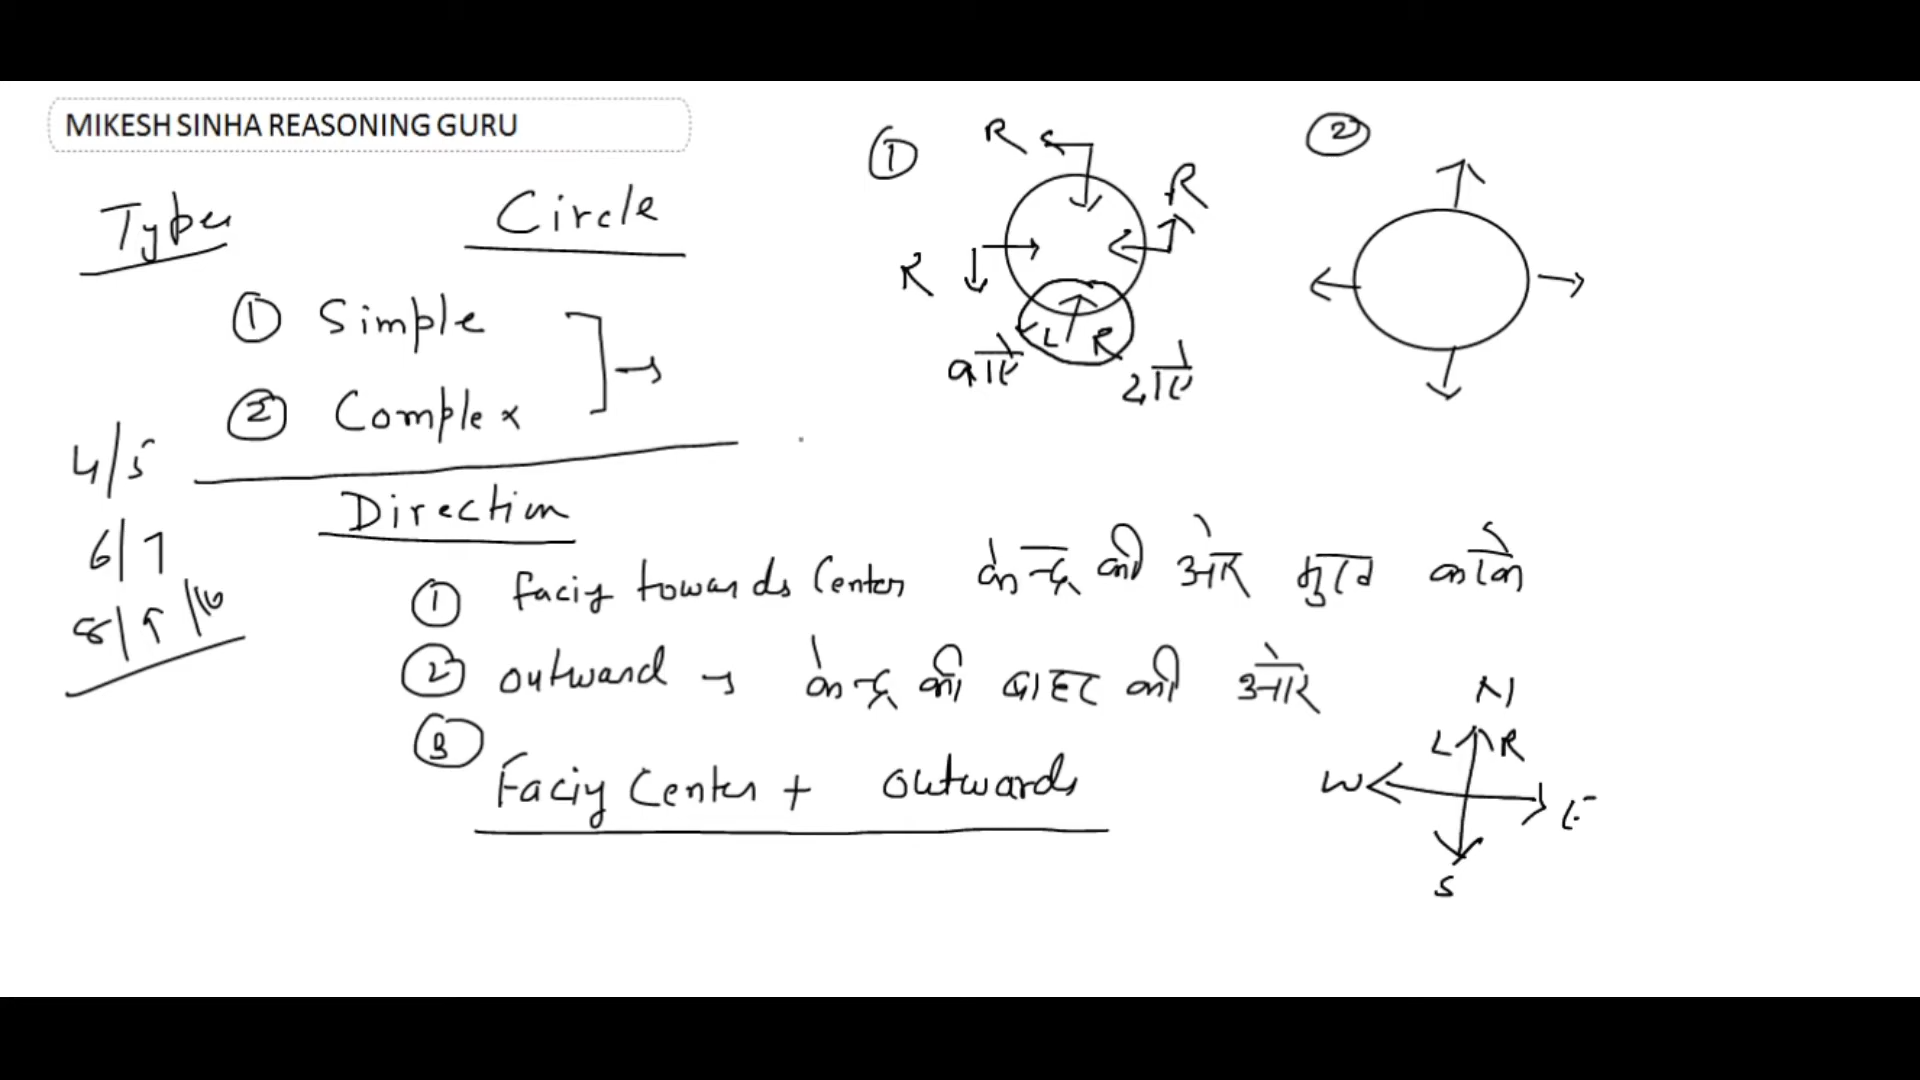 MIKESH SINHA REASONING GURU
Types Circle
① Simple
② Complex
4/5
6/7
8/9/10
Direction
① facing towards Center केन्द्र की ओर मुख करके
② outward → केन्द्र की बाहर की ओर
③ Facing Center + outwards
① R R
R
L R
बायें दायें
②
N
L R
W E
S